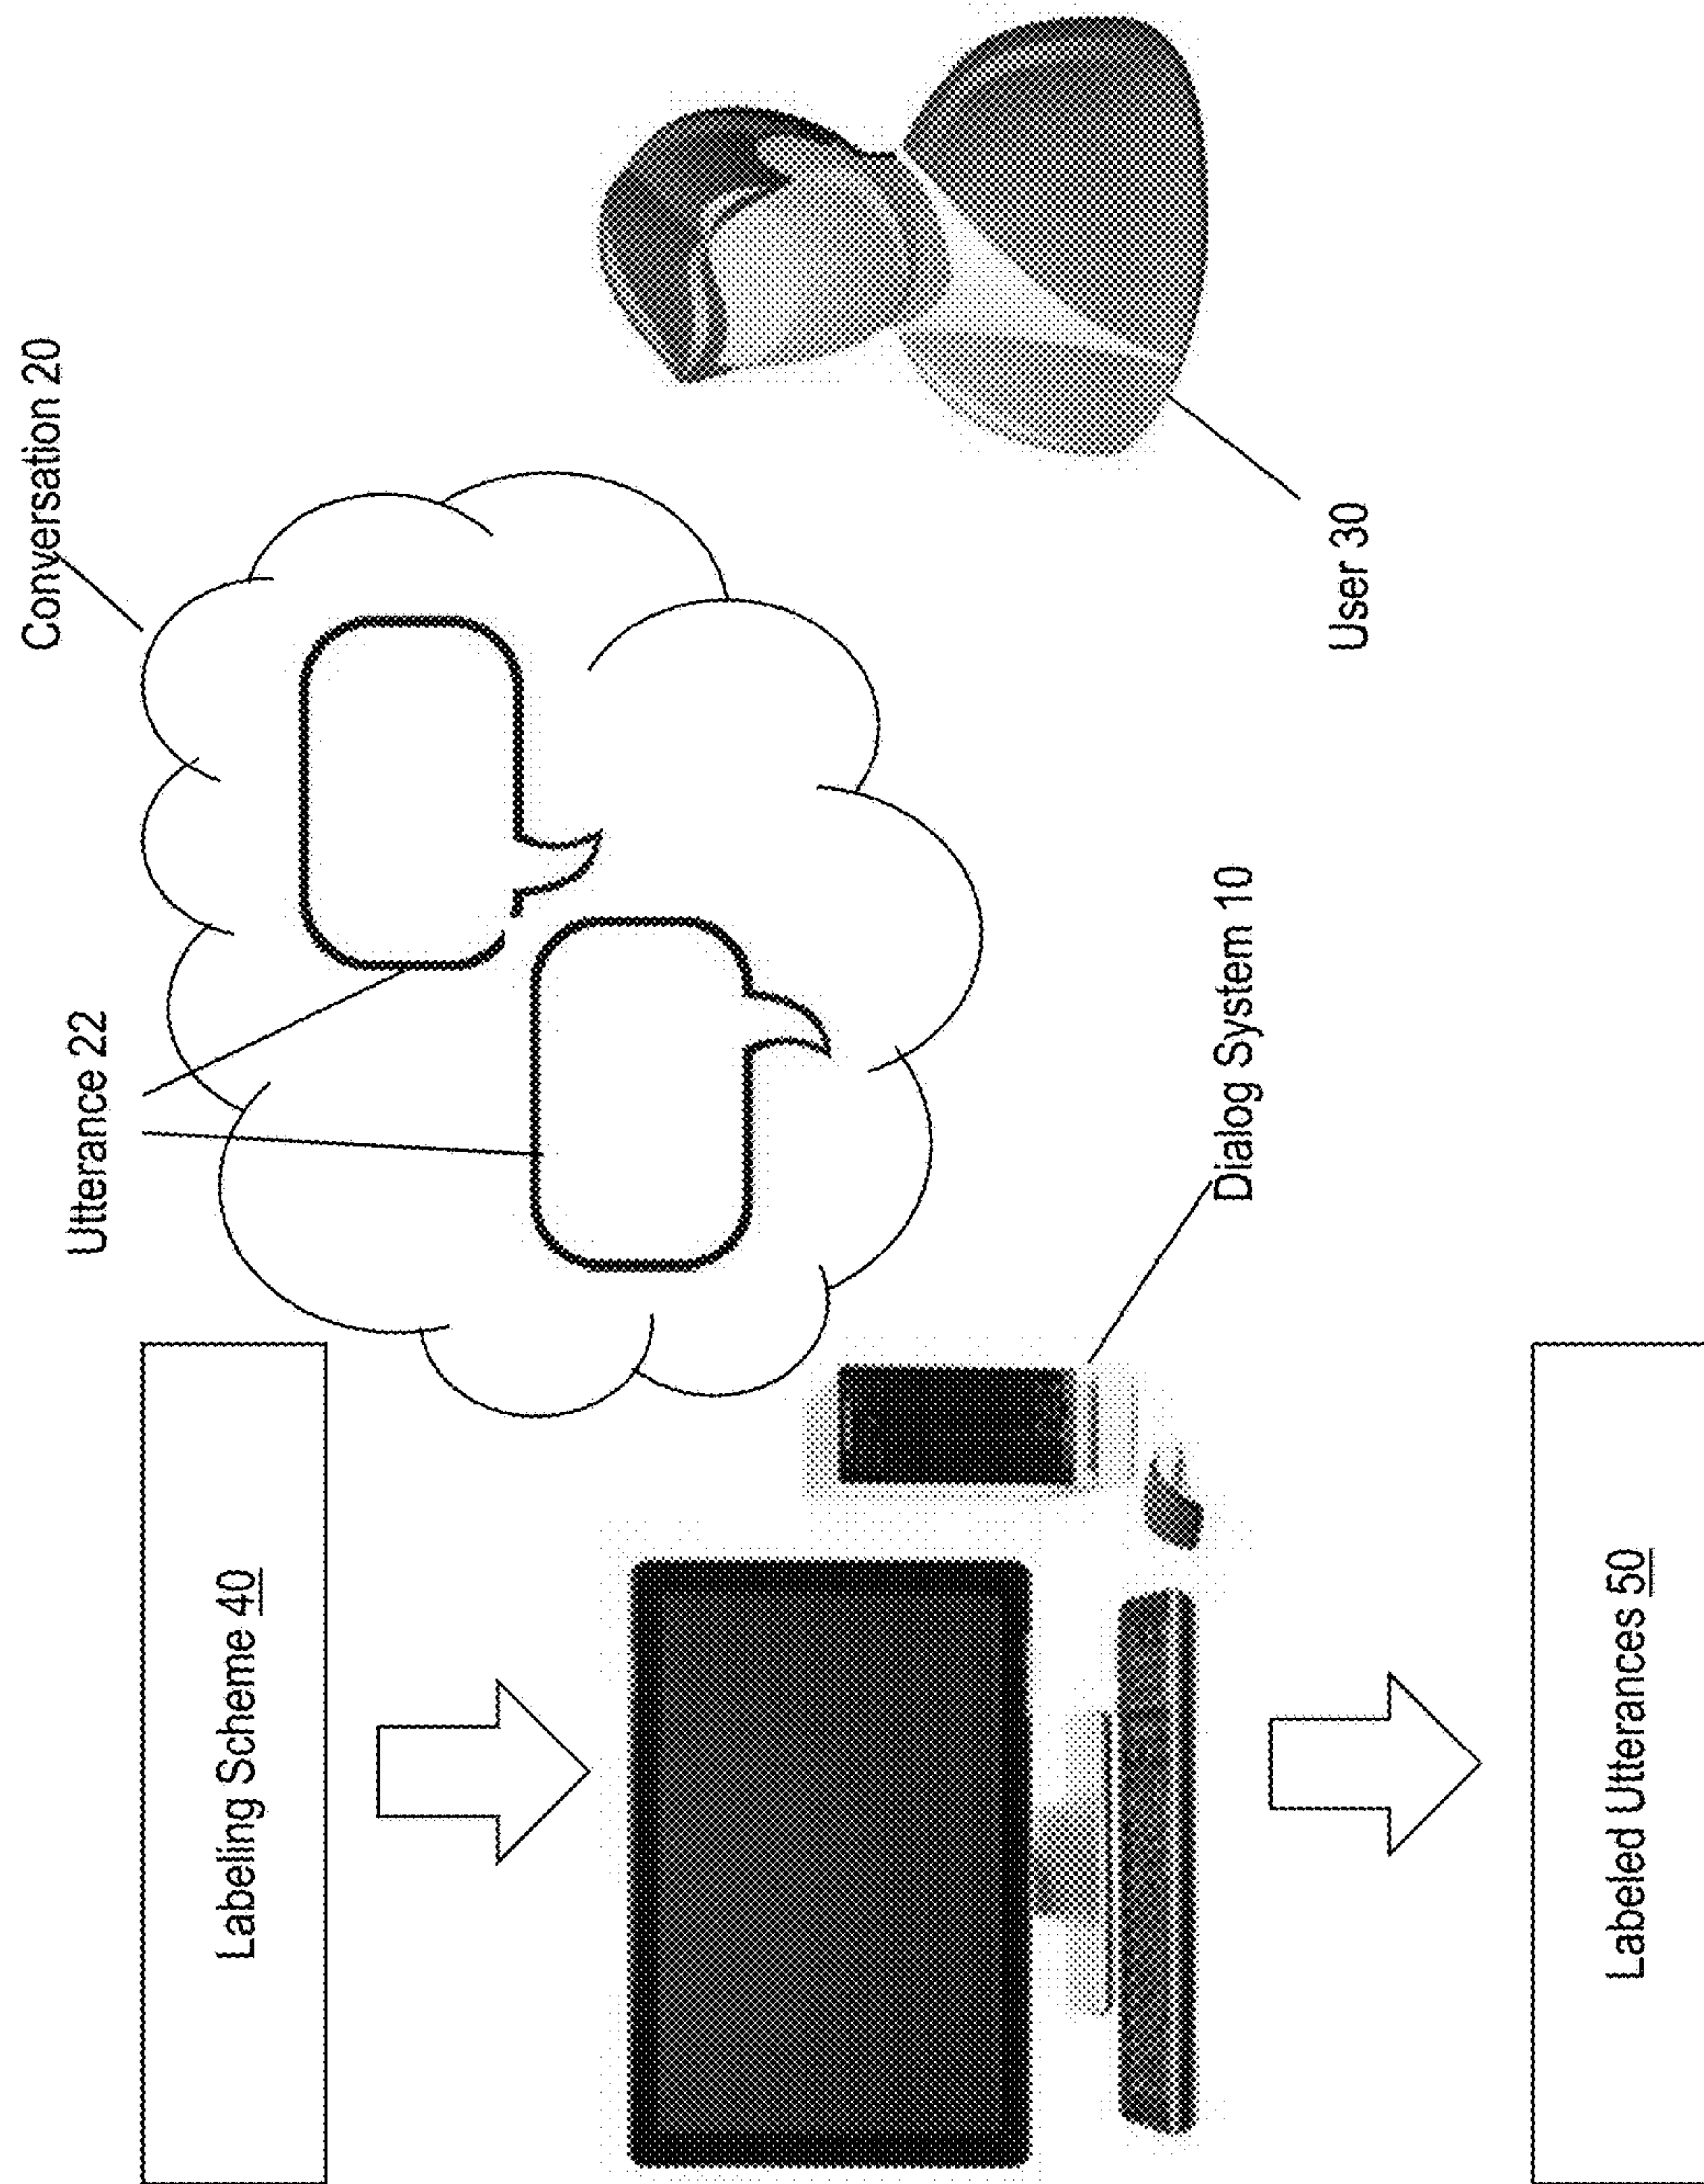 Labeling Scheme 40
Utterance 22
Conversation 20
Dialog System 10
User 30
Labeled Utterances 50